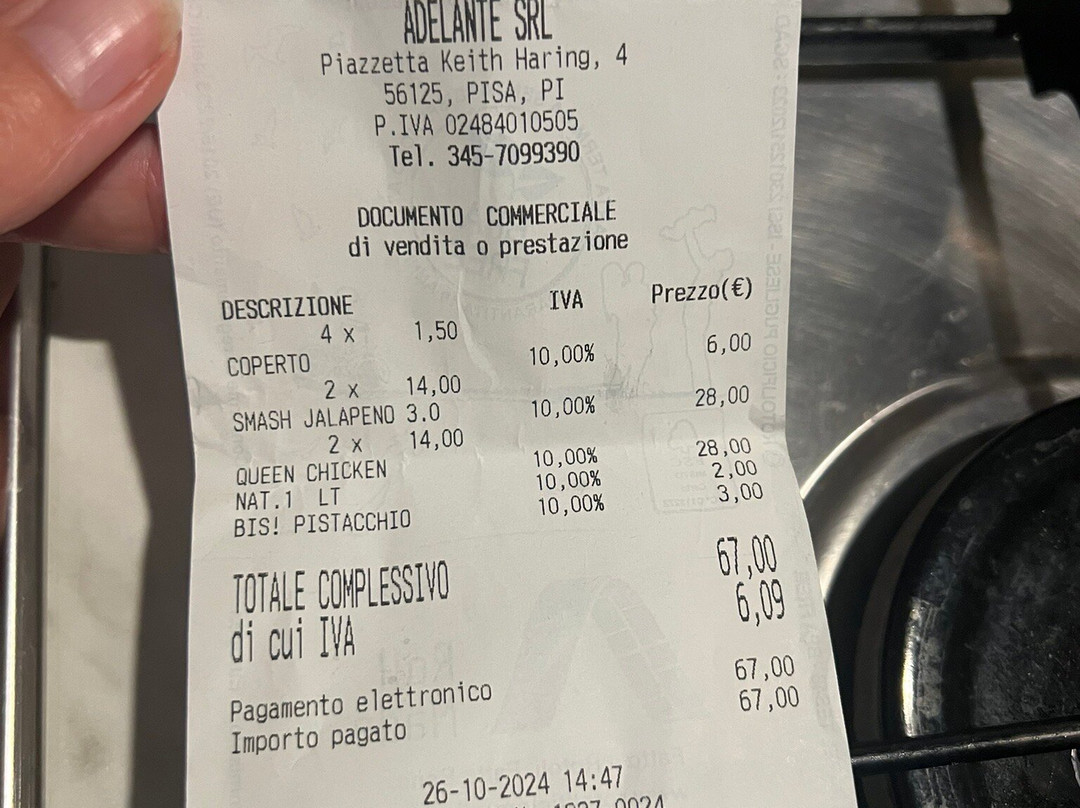 ADELANTE SRL
Piazzetta Keith Haring, 4
56125, PISA, PI
P.IVA 02484010505
Tel. 345-7099390
DOCUMENTO COMMERCIALE
di vendita o prestazione
DESCRIZIONE IVA Prezzo(€)
4 x 1,50
COPERTO 10,00% 6,00
2 x 14,00
SMASH JALAPENO 3.0 10,00% 28,00
2 x 14,00
QUEEN CHICKEN 10,00% 28,00
NAT.1 LT 10,00% 2,00
BIS! PISTACCHIO 10,00% 3,00
TOTALE COMPLESSIVO 67,00
di cui IVA 6,09
Pagamento elettronico 67,00
Importo pagato 67,00
26-10-2024 14:47